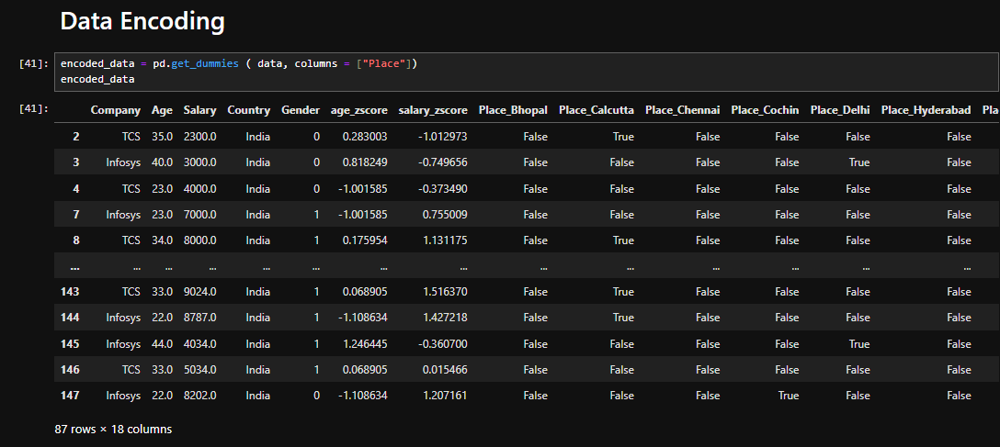 Data Encoding
[41]: encoded_data = pd.get_dummies ( data, columns = ["Place"])
encoded_data
[41]:
Company Age Salary Country Gender age_zscore salary_zscore Place_Bhopal Place_Calcutta Place_Chennai Place_Cochin Place_Delhi Place_Hyderabad Pla
2 TCS 35.0 2300.0 India 0 0.283003 -1.012973 False True False False False False
3 Infosys 40.0 3000.0 India 0 0.818249 -0.749656 False False False False True False
4 TCS 23.0 4000.0 India 0 -1.001585 -0.373490 False False False False False False
7 Infosys 23.0 7000.0 India 1 -1.001585 0.755009 False False False False False False
8 TCS 34.0 8000.0 India 1 0.175954 1.131175 False True False False False False
... ... ... ... ... ... ... ... ... ... ... ... ... ...
143 TCS 33.0 9024.0 India 1 0.068905 1.516370 False True False False False False
144 Infosys 22.0 8787.0 India 1 -1.108634 1.427218 False True False False False False
145 Infosys 44.0 4034.0 India 1 1.246445 -0.360700 False False False False True False
146 TCS 33.0 5034.0 India 1 0.068905 0.015466 False False False False False False
147 Infosys 22.0 8202.0 India 0 -1.108634 1.207161 False False False True False False
87 rows × 18 columns